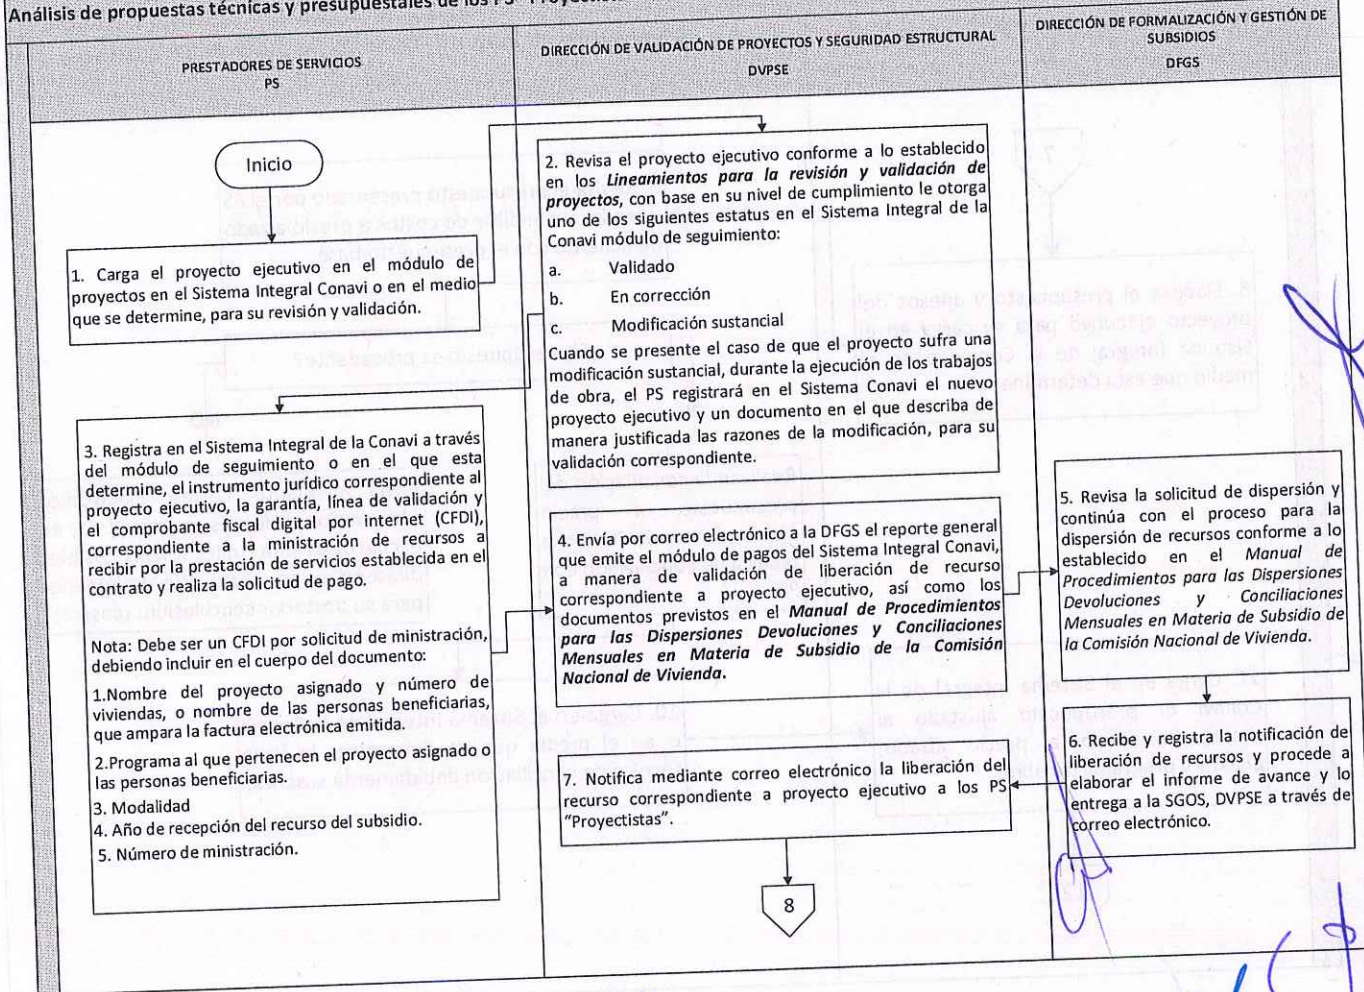 Análisis de propuestas técnicas y presupuestales de los PS
PRESTADORES DE SERVICIOS
PS
DIRECCIÓN DE VALIDACIÓN DE PROYECTOS Y SEGURIDAD ESTRUCTURAL
DVPSE
DIRECCIÓN DE FORMALIZACIÓN Y GESTIÓN DE
SUBSIDIOS
DFGS
Inicio
1. Carga el proyecto ejecutivo en el módulo de
proyectos en el Sistema Integral Conavi o en el medio
que se determine, para su revisión y validación.
2. Revisa el proyecto ejecutivo conforme a lo establecido
en los Lineamientos para la revisión y validación de
proyectos, con base en su nivel de cumplimiento le otorga
uno de los siguientes estatus en el Sistema Integral de la
Conavi módulo de seguimiento:
a. Validado
b. En corrección
c. Modificación sustancial
Cuando se presente el caso de que el proyecto sufra una
modificación sustancial, durante la ejecución de los trabajos
de obra, el PS registrará en el Sistema Conavi el nuevo
proyecto ejecutivo y un documento en el que describa de
manera justificada las razones de la modificación, para su
validación correspondiente.
3. Registra en el Sistema Integral de la Conavi a través
del módulo de seguimiento o en el que esta
determine, el instrumento jurídico correspondiente al
proyecto ejecutivo, la garantía, línea de validación y
el comprobante fiscal digital por internet (CFDI),
correspondiente a la ministración de recursos a
recibir por la prestación de servicios establecida en el
contrato y realiza la solicitud de pago.
Nota: Debe ser un CFDI por solicitud de ministración,
debiendo incluir en el cuerpo del documento:
1.Nombre del proyecto asignado y número de
viviendas, o nombre de las personas beneficiarias,
que ampara la factura electrónica emitida.
2.Programa al que pertenecen el proyecto asignado o
las personas beneficiarias.
3. Modalidad
4. Año de recepción del recurso del subsidio.
5. Número de ministración.
4. Envía por correo electrónico a la DFGS el reporte general
que emite el módulo de pagos del Sistema Integral Conavi,
a manera de validación de liberación de recurso
correspondiente a proyecto ejecutivo, así como los
documentos previstos en el Manual de Procedimientos
para las Dispersiones Devoluciones y Conciliaciones
Mensuales en Materia de Subsidio de la Comisión
Nacional de Vivienda.
5. Revisa la solicitud de dispersión y
continúa con el proceso para la
dispersión de recursos conforme a lo
establecido en el Manual de
Procedimientos para las Dispersiones
Devoluciones y Conciliaciones
Mensuales en Materia de Subsidio de
la Comisión Nacional de Vivienda.
6. Recibe y registra la notificación de
liberación de recursos y procede a
elaborar el informe de avance y lo
entrega a la SGOS, DVPSE a través de
correo electrónico.
7. Notifica mediante correo electrónico la liberación del
recurso correspondiente a proyecto ejecutivo a los PS
"Proyectistas".
8